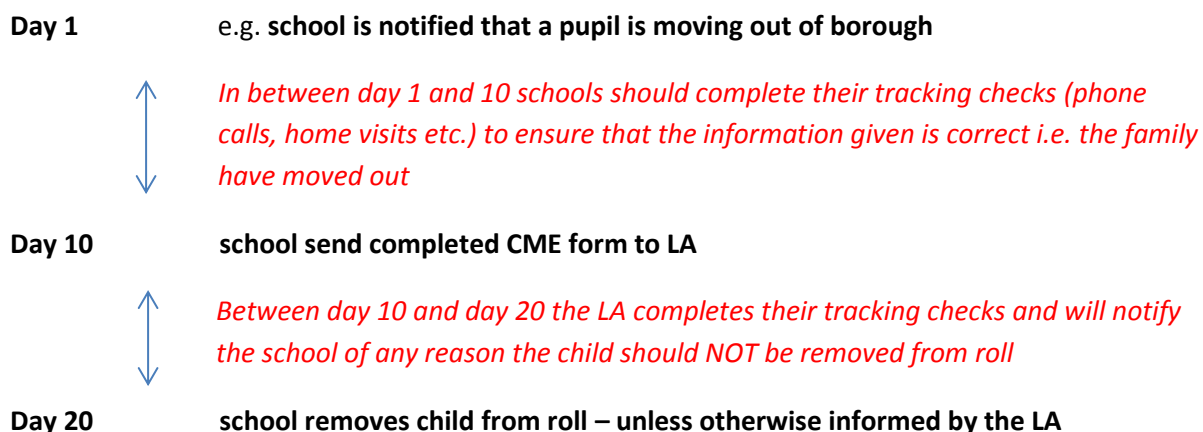 Day 1 e.g. school is notified that a pupil is moving out of borough
In between day 1 and 10 schools should complete their tracking checks (phone
calls, home visits etc.) to ensure that the information given is correct i.e. the family
have moved out
Day 10 school send completed CME form to LA
Between day 10 and day 20 the LA completes their tracking checks and will notify
the school of any reason the child should NOT be removed from roll
Day 20 school removes child from roll – unless otherwise informed by the LA